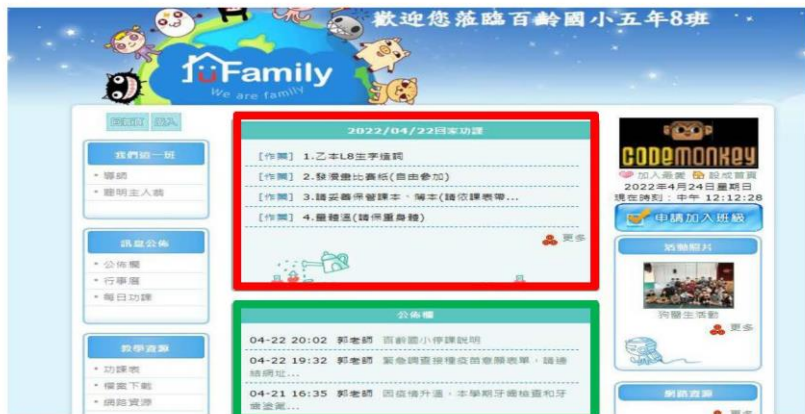 歡迎您蒞臨百齡國小五年8班
üFamily
We are family
回首頁 登入
我們這一班
導師
聰明主人翁
訊息公佈
公佈欄
行事曆
每日功課
教學資源
功課表
檔案下載
網路資源
2022/04/22回家功課
[作業] 1.乙本L8生字造詞
[作業] 2.發漫畫比賽紙(自由參加)
[作業] 3.請妥善保管課本、簿本(請依課表帶...
[作業] 4.量體溫(請保重身體)
更多
公佈欄
04-22 20:02 郭老師 百齡國小停課說明
04-22 19:32 郭老師 緊急調查接種疫苗意願表單，請連
結網址...
04-21 16:35 郭老師 因疫情升溫，本學期牙齒檢查和牙
齒塗氟...
CODEMONKEY
加入最愛 設成首頁
2022年4月24日星期日
現在時刻：中午 12:12:28
申請加入班級
活動照片
更多
網路資源
更多